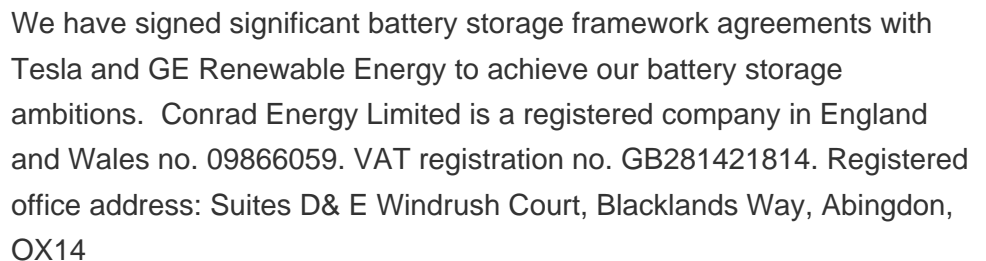 We have signed significant battery storage framework agreements with
Tesla and GE Renewable Energy to achieve our battery storage
ambitions.  Conrad Energy Limited is a registered company in England
and Wales no. 09866059. VAT registration no. GB281421814. Registered
office address: Suites D& E Windrush Court, Blacklands Way, Abingdon,
OX14